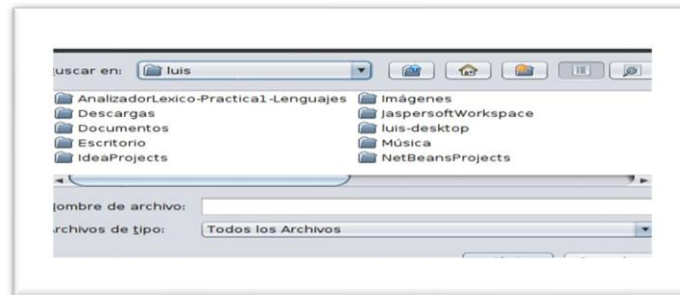 uscar en: luis
AnalizadorLexico-Practica1-Lenguajes
Descargas
Documentos
Escritorio
IdeaProjects
Imágenes
JaspersoftWorkspace
luis-desktop
Música
NetBeansProjects
ombre de archivo:
rchivos de tipo: Todos los Archivos